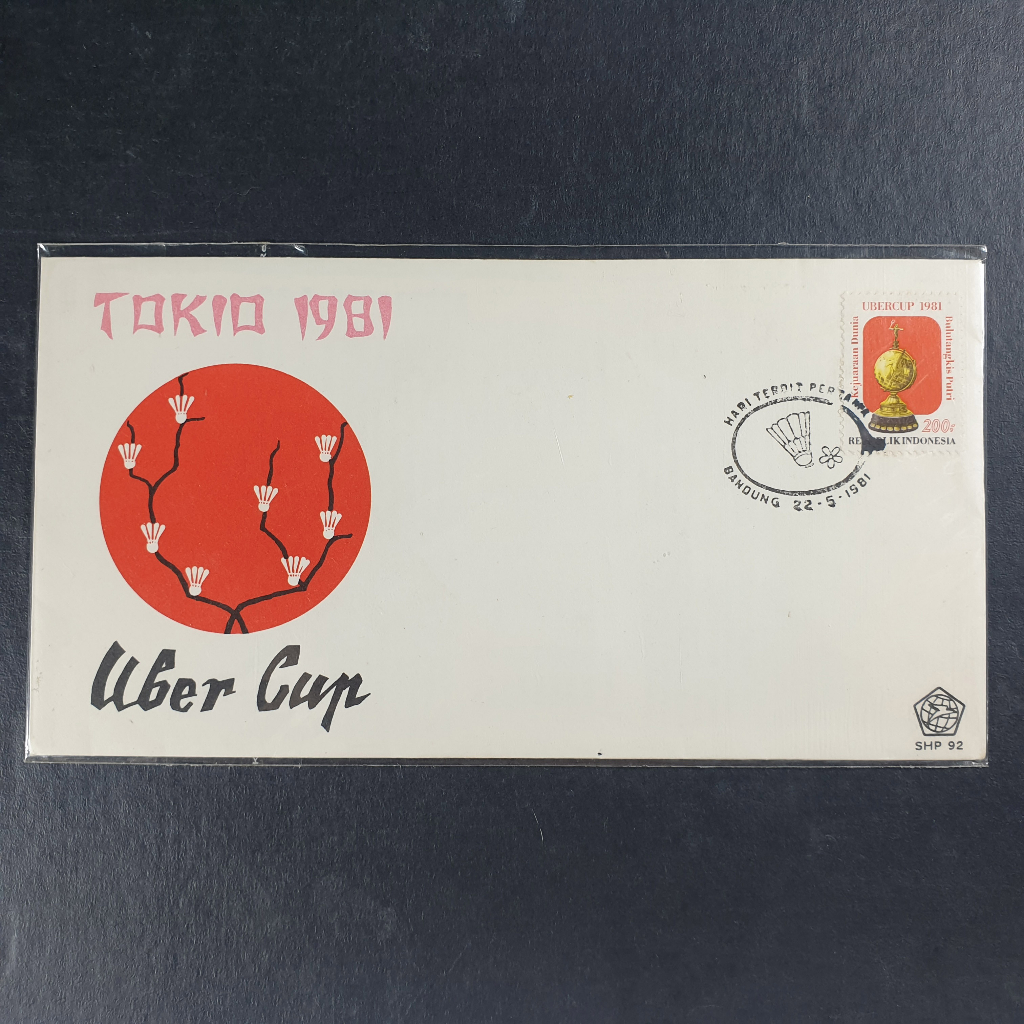 TOKIO 1981
Uber Cup
UBERCUP 1981
Kejuaraan Dunia
Bulutangkis Putri
200r
REPUBLIK INDONESIA
HARI TERBIT PERTAMA
BANDUNG 22-5-1981
SHP 92